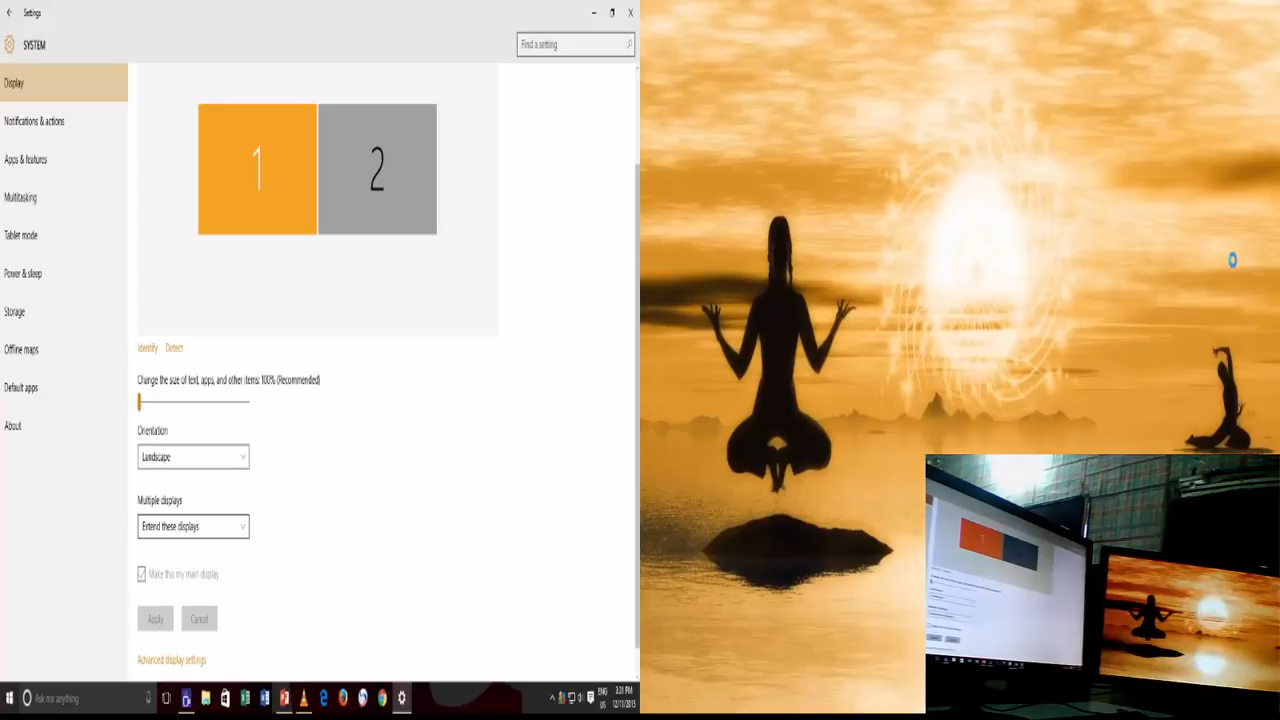 Settings
SYSTEM
Find a setting
Display
Notifications & actions
Apps & features
Multitasking
Tablet mode
Power & sleep
Storage
Offline maps
Default apps
About
1
2
Identify Detect
Change the size of text, apps, and other items: 100% (Recommended)
Orientation
Landscape
Multiple displays
Extend these displays
Make this my main display
Apply Cancel
Advanced display settings
Ask me anything
ENG
US
3:31 PM
12/11/2015